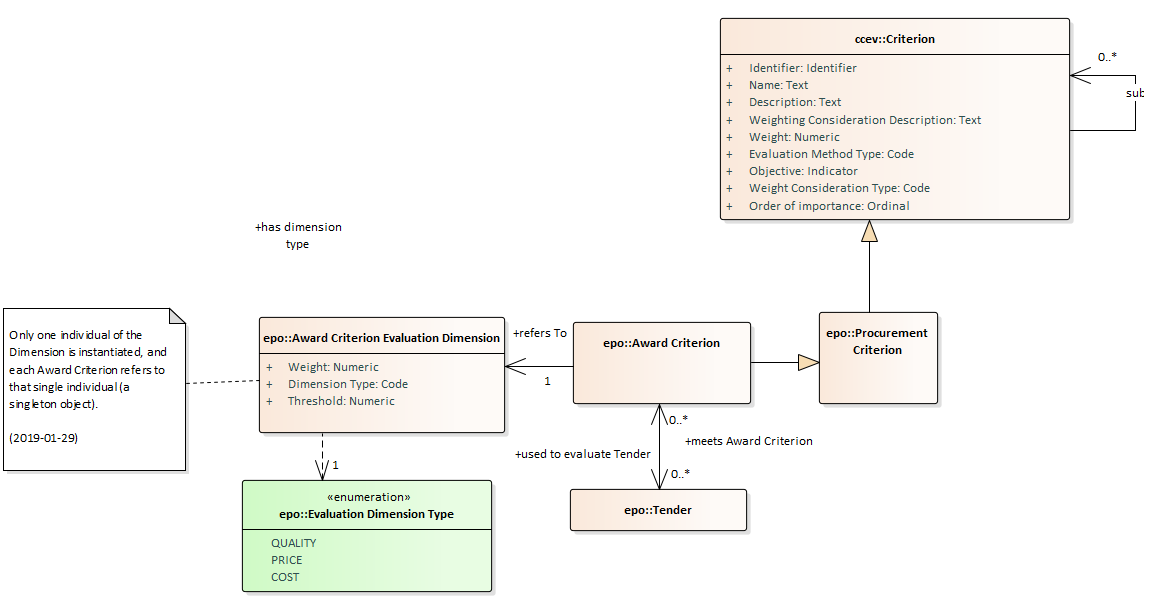 ccev::Criterion
+ Identifier: Identifier
+ Name: Text
+ Description: Text
+ Weighting Consideration Description: Text
+ Weight: Numeric
+ Evaluation Method Type: Code
+ Objective: Indicator
+ Weight Consideration Type: Code
+ Order of importance: Ordinal
0..*
sub
+has dimension
type
Only one individual of the
Dimension is instantiated, and
each Award Criterion refers to
that single individual (a
singleton object).
(2019-01-29)
epo::Award Criterion Evaluation Dimension
+ Weight: Numeric
+ Dimension Type: Code
+ Threshold: Numeric
+refers To
1
epo::Award Criterion
epo::Procurement
Criterion
0..*
+meets Award Criterion
+used to evaluate Tender
0..*
epo::Tender
1
«enumeration»
epo::Evaluation Dimension Type
QUALITY
PRICE
COST